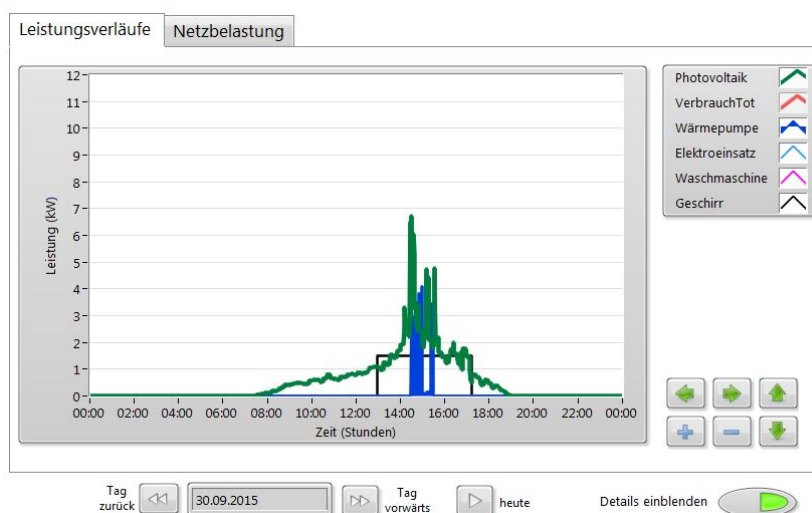 Leistungsverläufe
Netzbelastung
12
11
10
9
8
7
6
5
4
3
2
1
0
Leistung (kW)
00:00 02:00 04:00 06:00 08:00 10:00 12:00 14:00 16:00 18:00 20:00 22:00 00:00
Zeit (Stunden)
Photovoltaik
VerbrauchTot
Wärmepumpe
Elektroeinsatz
Waschmaschine
Geschirr
Tag
zurück
30.09.2015
Tag
vorwärts
heute
Details einblenden